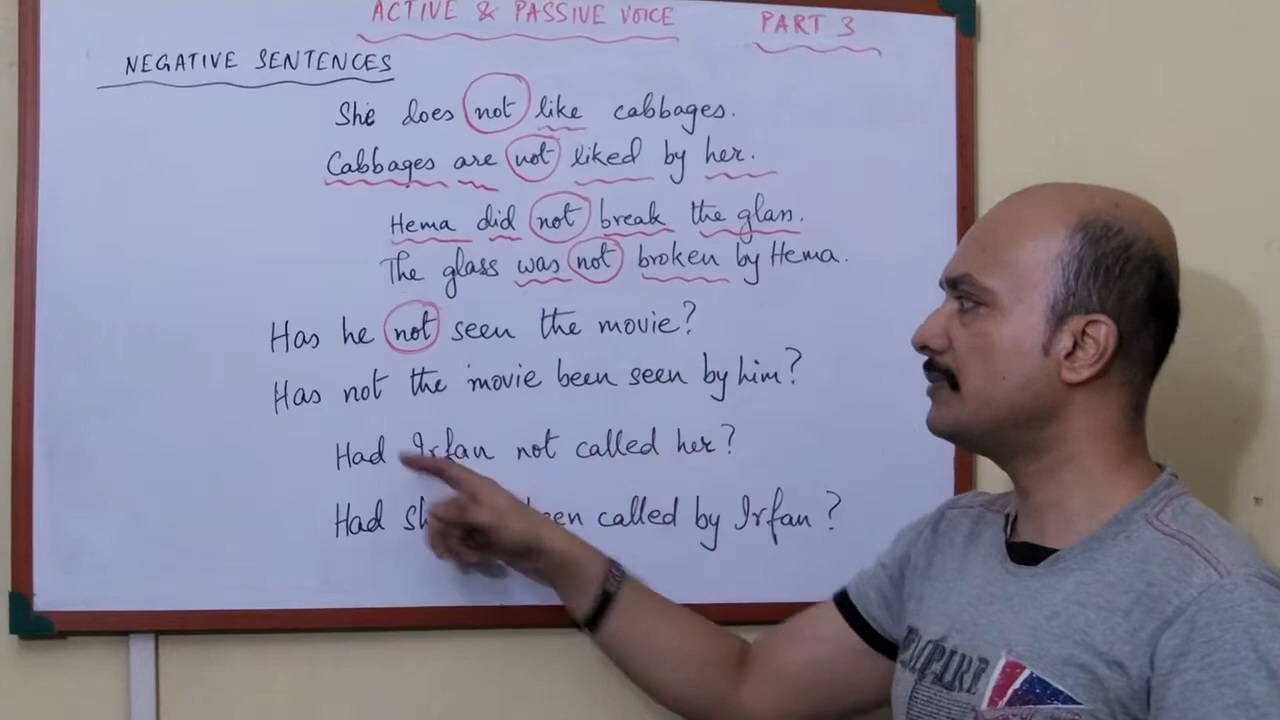 ACTIVE & PASSIVE VOICE PART 3
NEGATIVE SENTENCES
She does not like cabbages.
Cabbages are not liked by her.
Hema did not break the glass.
The glass was not broken by Hema.
Has he not seen the movie?
Has not the movie been seen by him?
Had Irfan not called her?
Had called by Irfan?
EMPIRE